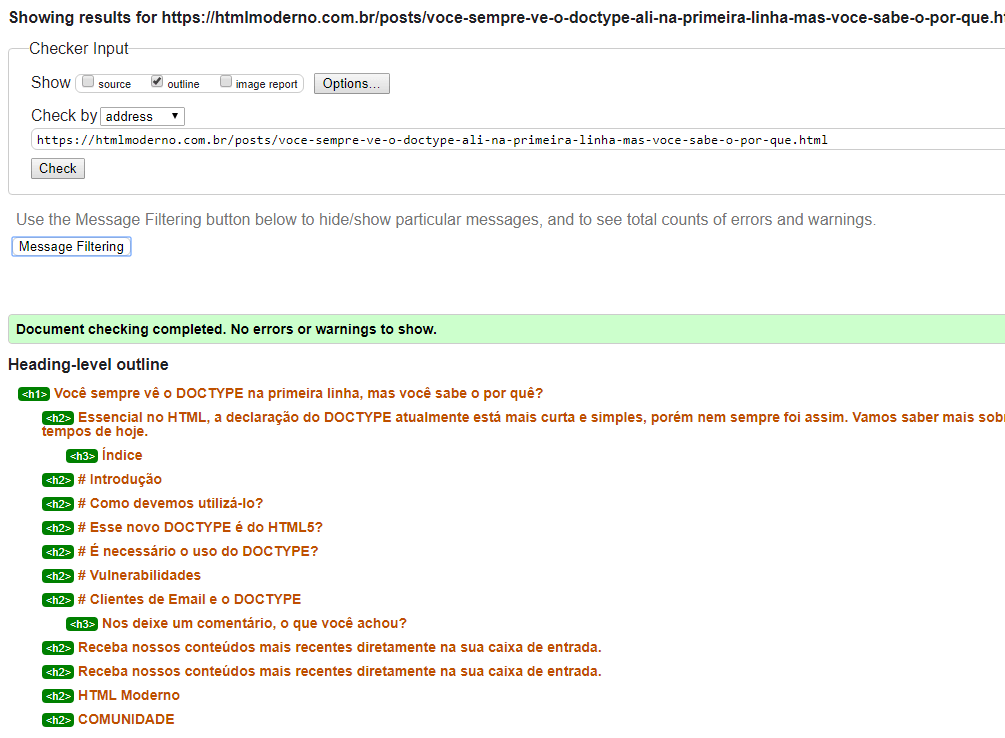 Showing results for https://htmlmoderno.com.br/posts/voce-sempre-ve-o-doctype-ali-na-primeira-linha-mas-voce-sabe-o-por-que.h
Checker Input
Show source outline image report Options...
Check by address
https://htmlmoderno.com.br/posts/voce-sempre-ve-o-doctype-ali-na-primeira-linha-mas-voce-sabe-o-por-que.html
Check
Use the Message Filtering button below to hide/show particular messages, and to see total counts of errors and warnings.
Message Filtering
Document checking completed. No errors or warnings to show.
Heading-level outline
<h1> Você sempre vê o DOCTYPE na primeira linha, mas você sabe o por quê?
<h2> Essencial no HTML, a declaração do DOCTYPE atualmente está mais curta e simples, porém nem sempre foi assim. Vamos saber mais sob
tempos de hoje.
<h3> Índice
<h2> # Introdução
<h2> # Como devemos utilizá-lo?
<h2> # Esse novo DOCTYPE é do HTML5?
<h2> # É necessário o uso do DOCTYPE?
<h2> # Vulnerabilidades
<h2> # Clientes de Email e o DOCTYPE
<h3> Nos deixe um comentário, o que você achou?
<h2> Receba nossos conteúdos mais recentes diretamente na sua caixa de entrada.
<h2> Receba nossos conteúdos mais recentes diretamente na sua caixa de entrada.
<h2> HTML Moderno
<h2> COMUNIDADE